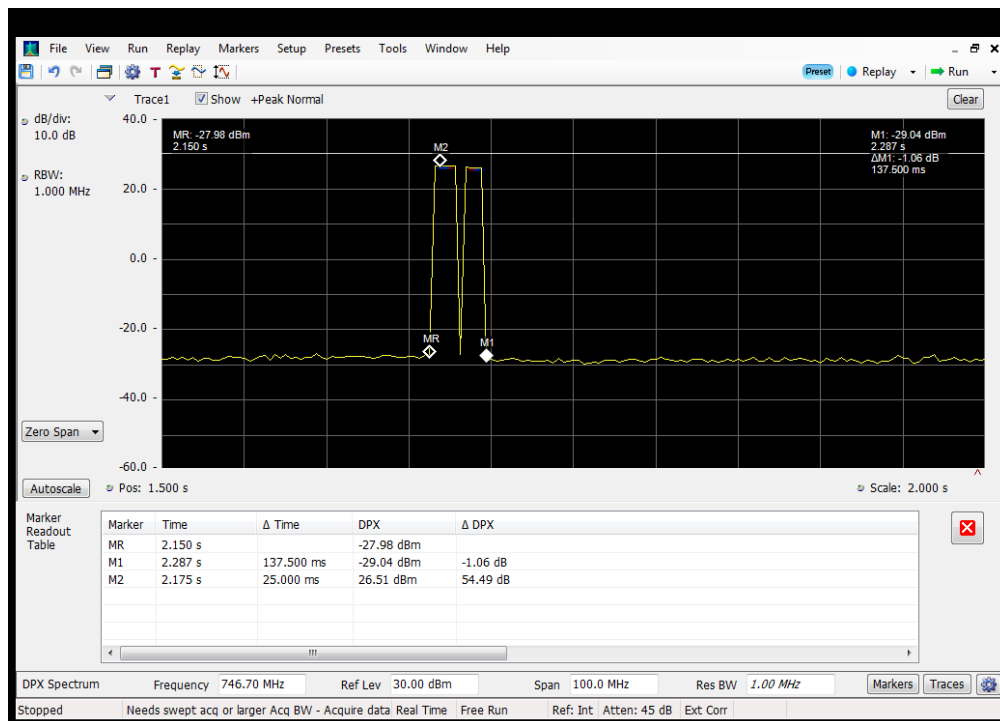 File View Run Replay Markers Setup Presets Tools Window Help
Preset Replay Run
Trace1 Show +Peak Normal Clear
dB/div:
10.0 dB
RBW:
1.000 MHz
40.0
20.0
0.0
-20.0
-40.0
-60.0
MR: -27.98 dBm
2.150 s
M2
M1: -29.04 dBm
2.287 s
ΔM1: -1.06 dB
137.500 ms
MR
M1
Zero Span
Autoscale Pos: 1.500 s Scale: 2.000 s
Marker
Readout
Table
Marker Time Δ Time DPX Δ DPX
MR 2.150 s -27.98 dBm
M1 2.287 s 137.500 ms -29.04 dBm -1.06 dB
M2 2.175 s 25.000 ms 26.51 dBm 54.49 dB
DPX Spectrum Frequency 746.70 MHz Ref Lev 30.00 dBm Span 100.0 MHz Res BW 1.00 MHz Markers Traces
Stopped Needs swept acq or larger Acq BW - Acquire data Real Time Free Run Ref: Int Atten: 45 dB Ext Corr